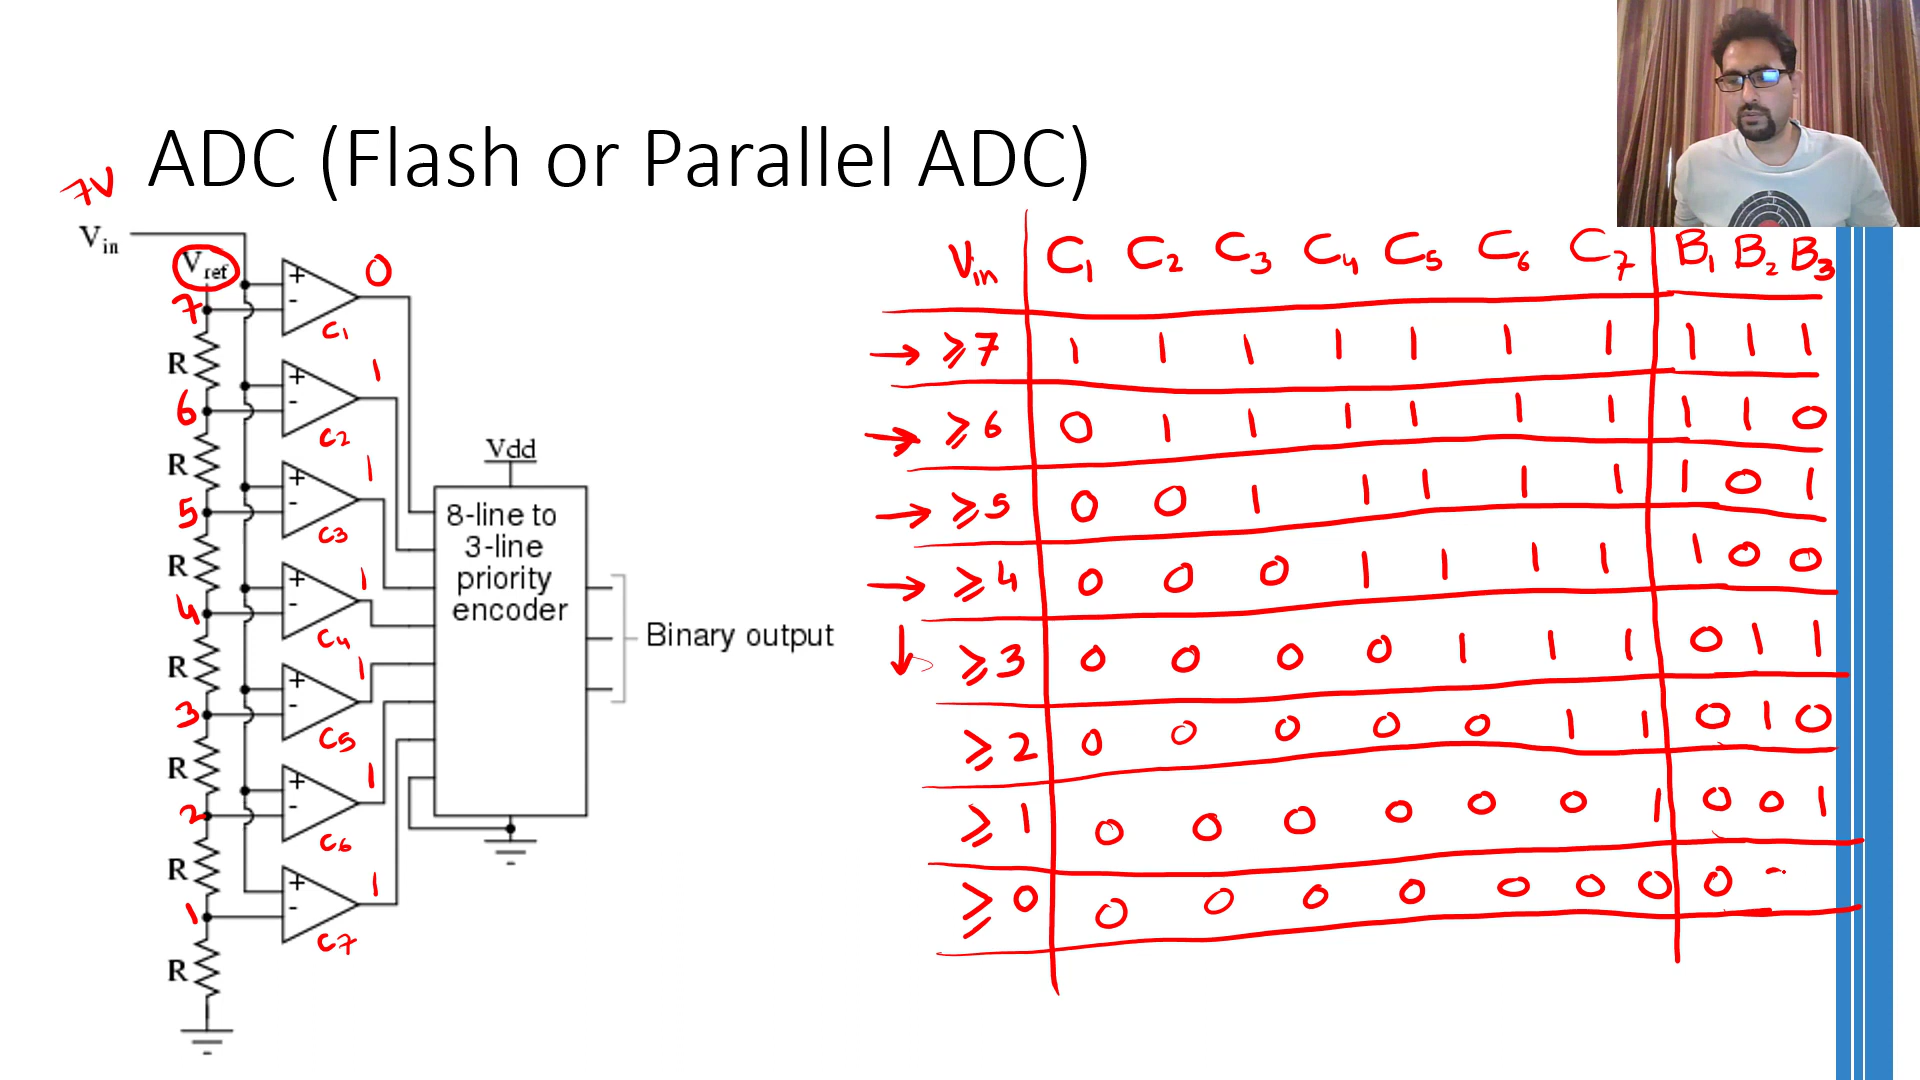 ADC (Flash or Parallel ADC)
7V
Vin
Vref
7
R
6
R
5
R
4
R
3
R
2
R
1
R
+
-
0
C1
+
-
1
C2
+
-
1
C3
+
-
1
C4
+
-
1
C5
+
-
1
C6
+
-
1
C7
Vdd
8-line to
3-line
priority
encoder
Binary output
Vin C1 C2 C3 C4 C5 C6 C7 B1 B2 B3
→ ≥7 1 1 1 1 1 1 1 1 1 1
→ ≥6 0 1 1 1 1 1 1 1 1 0
→ ≥5 0 0 1 1 1 1 1 1 0 1
→ ≥4 0 0 0 1 1 1 1 1 0 0
↓ ≥3 0 0 0 0 1 1 1 0 1 1
≥2 0 0 0 0 0 1 1 0 1 0
≥1 0 0 0 0 0 0 1 0 0 1
≥0 0 0 0 0 0 0 0 0